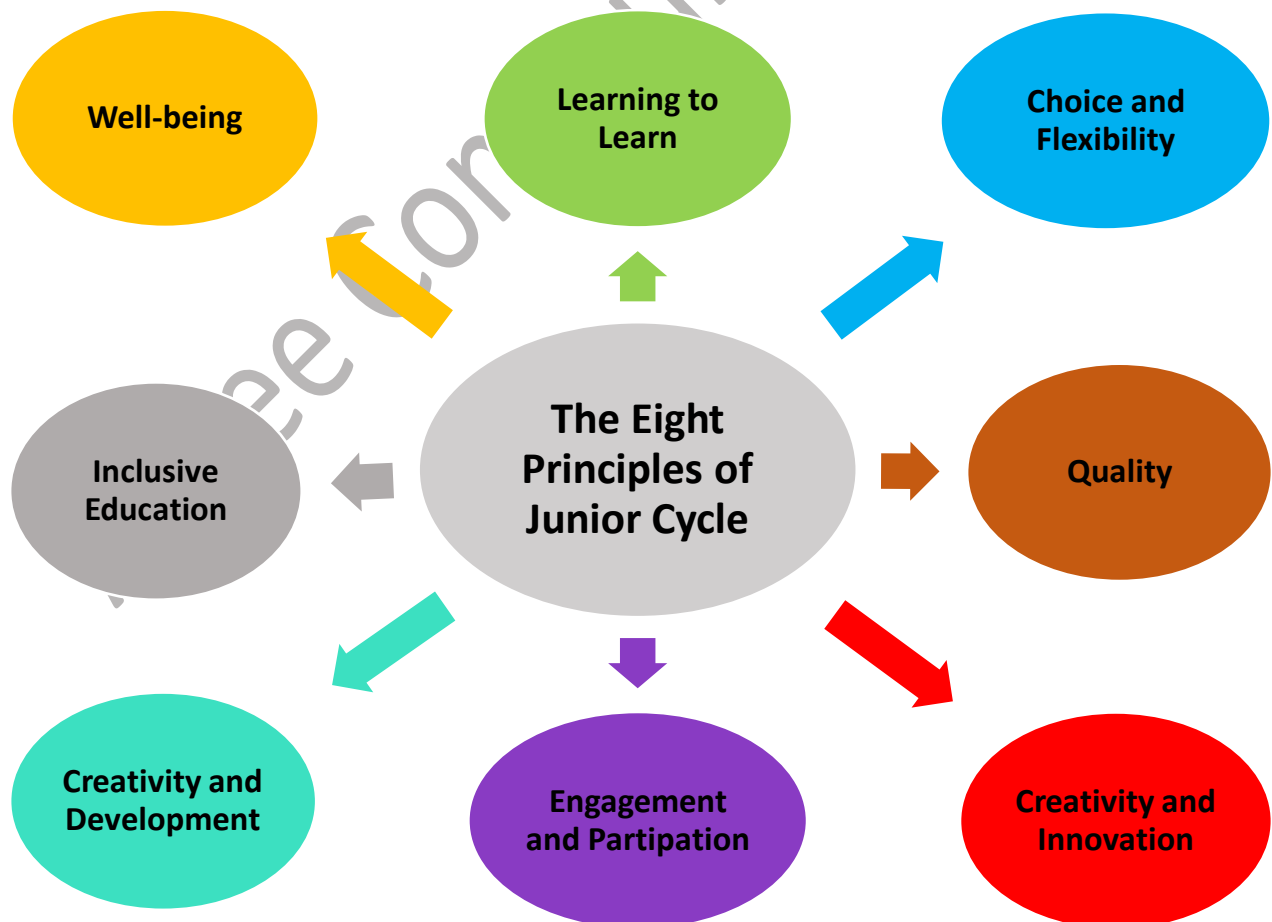 Well-being
Learning to
Learn
Choice and
Flexibility
The Eight
Principles of
Junior Cycle
Inclusive
Education
Quality
Creativity and
Development
Engagement
and Partipation
Creativity and
Innovation